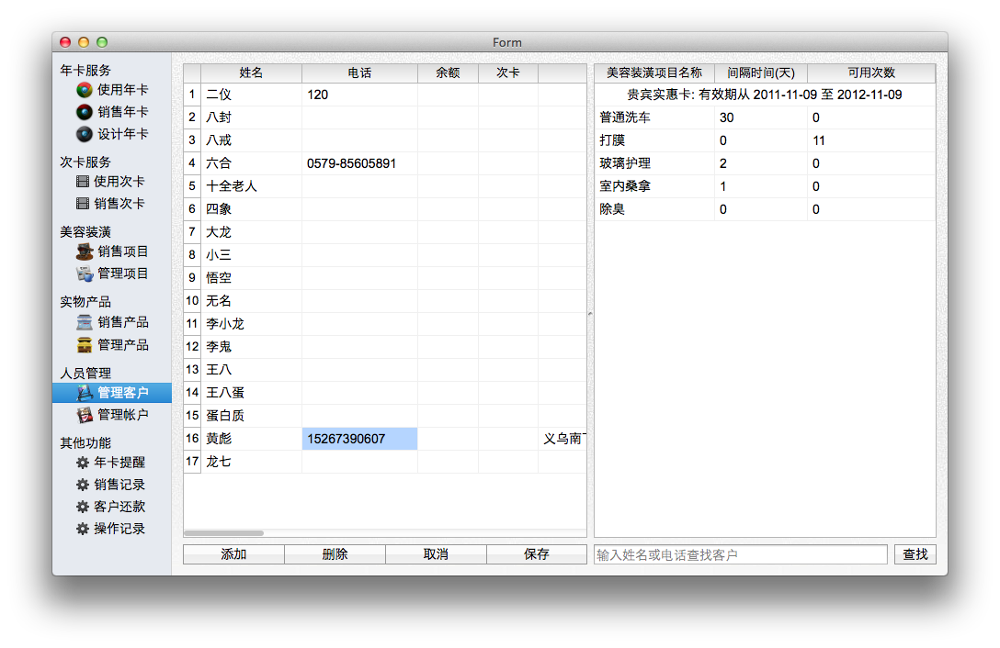 Form
年卡服务
使用年卡
销售年卡
设计年卡
次卡服务
使用次卡
销售次卡
美容装潢
销售项目
管理项目
实物产品
销售产品
管理产品
人员管理
管理客户
管理帐户
其他功能
年卡提醒
销售记录
客户还款
操作记录
姓名 电话 余额 次卡
1 二仪 120
2 八封
3 八戒
4 六合 0579-85605891
5 十全老人
6 四象
7 大龙
8 小三
9 悟空
10 无名
11 李小龙
12 李鬼
13 王八
14 王八蛋
15 蛋白质
16 黄彪 15267390607 义乌南
17 龙七
添加 删除 取消 保存
美容装潢项目名称 间隔时间(天) 可用次数
贵宾实惠卡: 有效期从 2011-11-09 至 2012-11-09
普通洗车 30 0
打膜 0 11
玻璃护理 2 0
室内桑拿 1 0
除臭 0 0
输入姓名或电话查找客户 查找